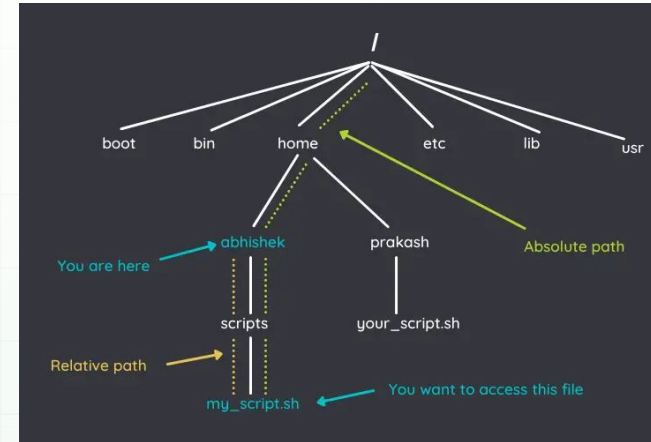 /
boot bin home etc lib usr
abhishek prakash
Absolute path
You are here
scripts your_script.sh
Relative path
You want to access this file
my_script.sh